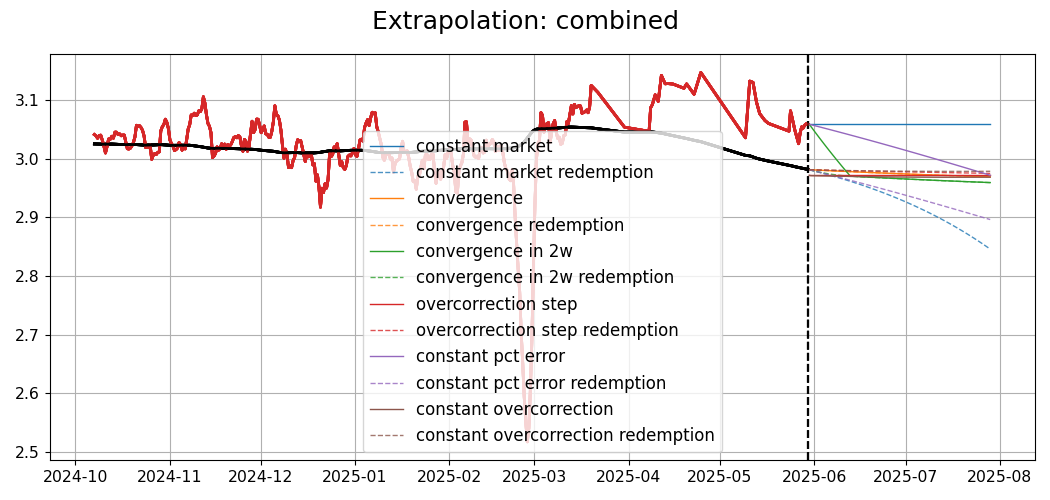 Extrapolation: combined
3.1
3.0
2.9
2.8
2.7
2.6
2.5
constant market
constant market redemption
convergence
convergence redemption
convergence in 2w
convergence in 2w redemption
overcorrection step
overcorrection step redemption
constant pct error
constant pct error redemption
constant overcorrection
constant overcorrection redemption
2024-10 2024-11 2024-12 2025-01 2025-02 2025-03 2025-04 2025-05 2025-06 2025-07 2025-08